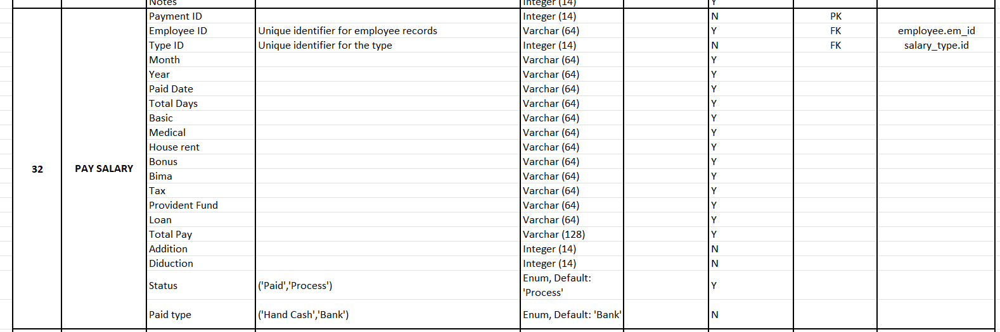 Notes Integer (14) Y
Payment ID Integer (14) N PK
Employee ID Unique identifier for employee records Varchar (64) Y FK employee.em_id
Type ID Unique identifier for the type Integer (14) N FK salary_type.id
Month Varchar (64) Y
Year Varchar (64) Y
Paid Date Varchar (64) Y
Total Days Varchar (64) Y
Basic Varchar (64) Y
Medical Varchar (64) Y
House rent Varchar (64) Y
Bonus Varchar (64) Y
32 PAY SALARY
Bima Varchar (64) Y
Tax Varchar (64) Y
Provident Fund Varchar (64) Y
Loan Varchar (64) Y
Total Pay Varchar (128) Y
Addition Integer (14) N
Diduction Integer (14) N
Status ('Paid','Process') Enum, Default: Y
'Process'
Paid type ('Hand Cash','Bank') Enum, Default: 'Bank' N